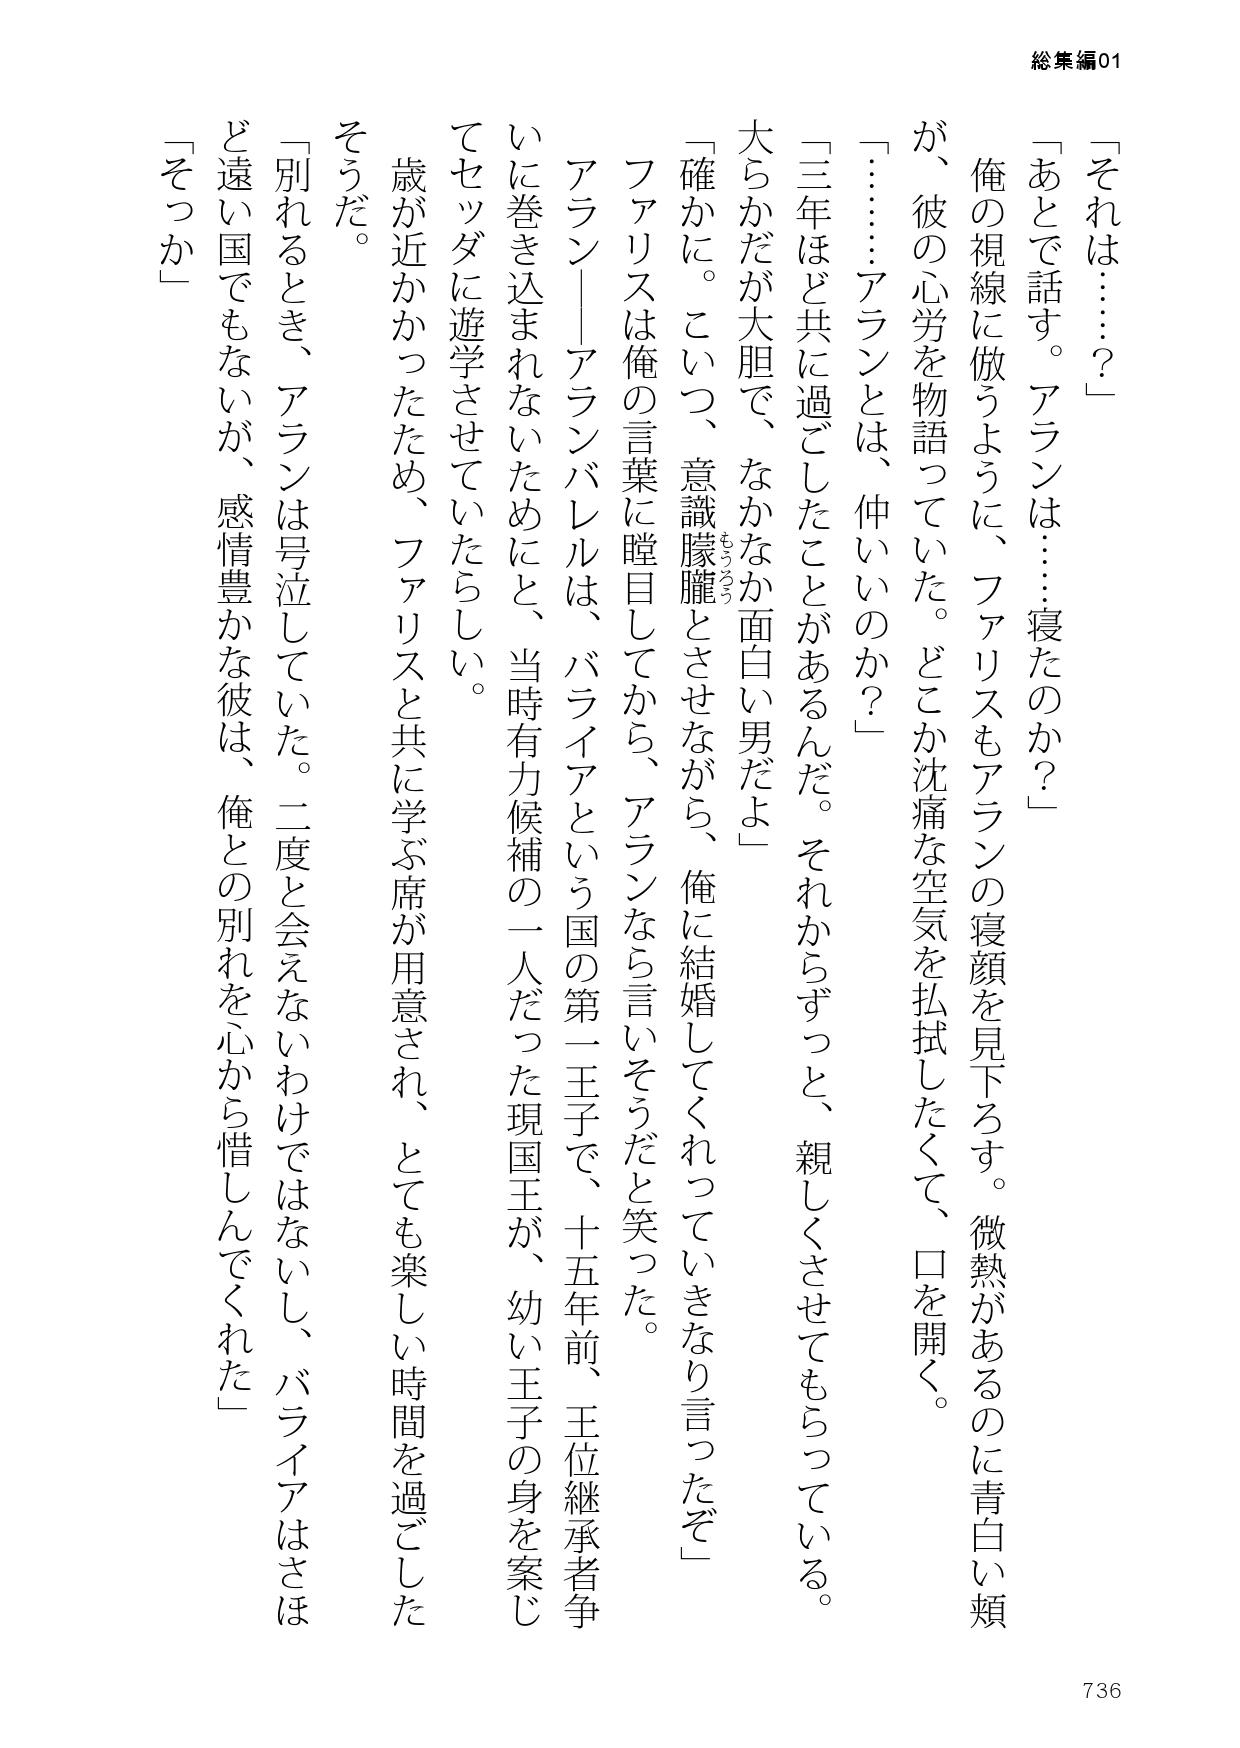 総集編01
「それは……？」
「あとで話す。アランは……寝たのか？」
　俺の視線に倣うように、ファリスもアランの寝顔を見下ろす。微熱があるのに青白い頬
が、彼の心労を物語っていた。どこか沈痛な空気を払拭したくて、口を開く。
「………アランとは、仲いいのか？」
「三年ほど共に過ごしたことがあるんだ。それからずっと、親しくさせてもらっている。
大らかだが大胆で、なかなか面白い男だよ」
「確かに。こいつ、意識朦朧とさせながら、俺に結婚してくれっていきなり言ったぞ」
もうろう
　ファリスは俺の言葉に瞠目してから、アランなら言いそうだと笑った。
　アラン――アランバレルは、バライアという国の第一王子で、十五年前、王位継承者争
いに巻き込まれないためにと、当時有力候補の一人だった現国王が、幼い王子の身を案じ
てセッダに遊学させていたらしい。
　歳が近かかったため、ファリスと共に学ぶ席が用意され、とても楽しい時間を過ごした
そうだ。
「別れるとき、アランは号泣していた。二度と会えないわけではないし、バライアはさほ
ど遠い国でもないが、感情豊かな彼は、俺との別れを心から惜しんでくれた」
「そっか」
736